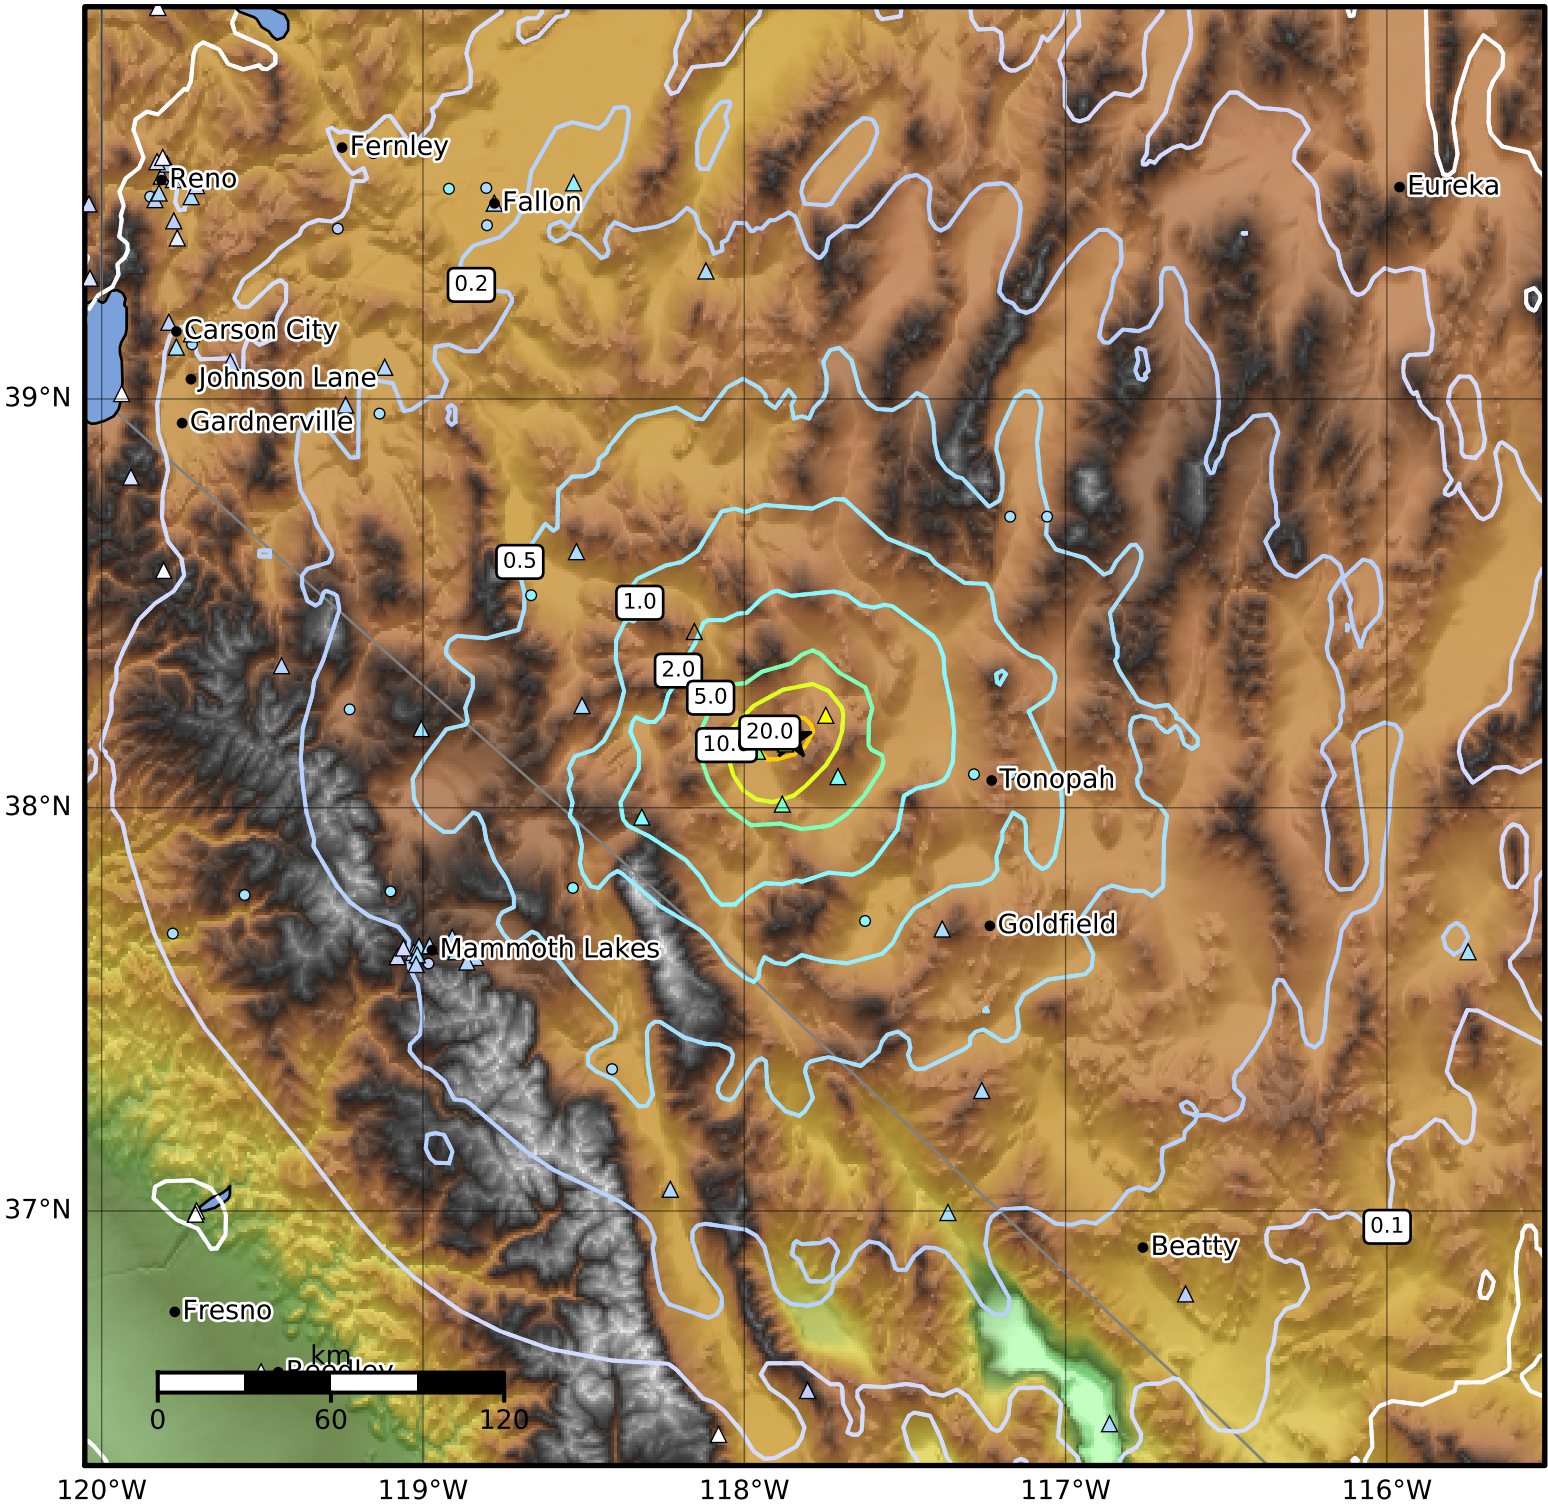 Fernley
Reno
Eureka
Fallon
0.2
Carson City
Johnson Lane
39°N
Gardnerville
0.5
1.0
2.0
5.0
20.0
10.
Tonopah
38°N
Goldfield
Mammoth Lakes
37°N
0.1
Beatty
Fresno
km
Reedley
0 60 120
120°W 119°W 118°W 117°W 116°W